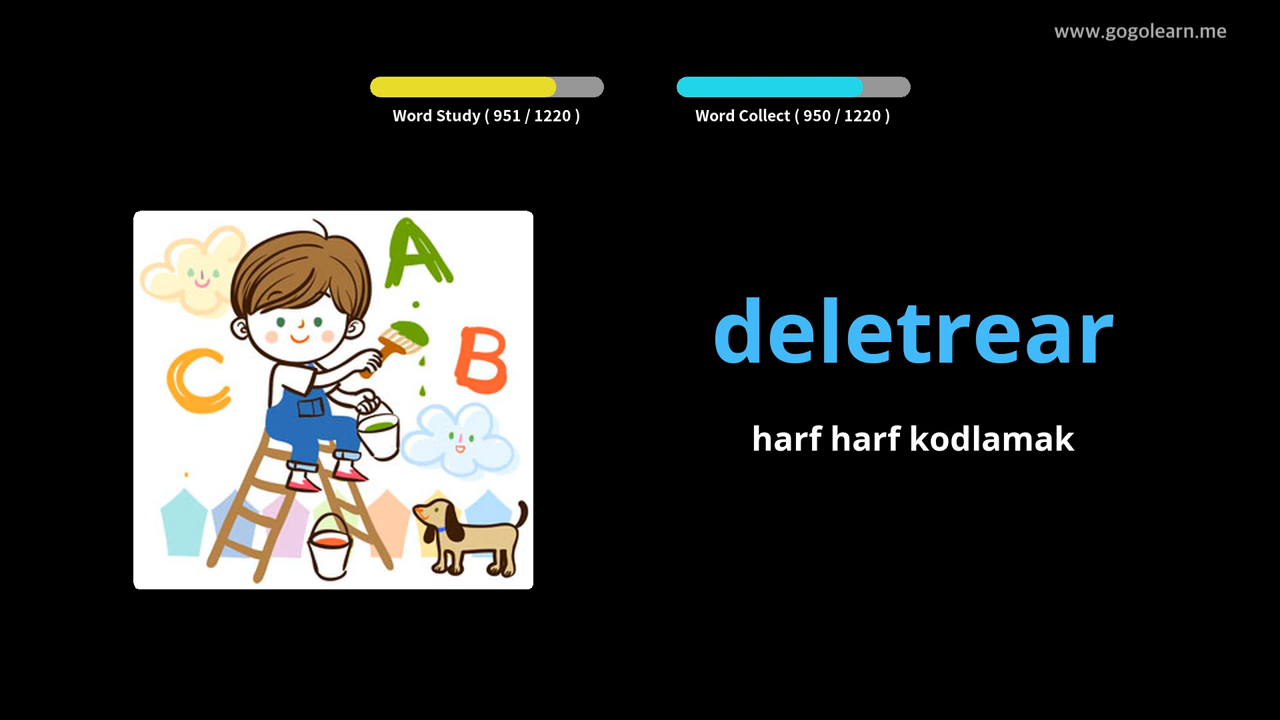 www.gogolearn.me
Word Study ( 951 / 1220 )
Word Collect ( 950 / 1220 )
A
B
C
deletrear
harf harf kodlamak